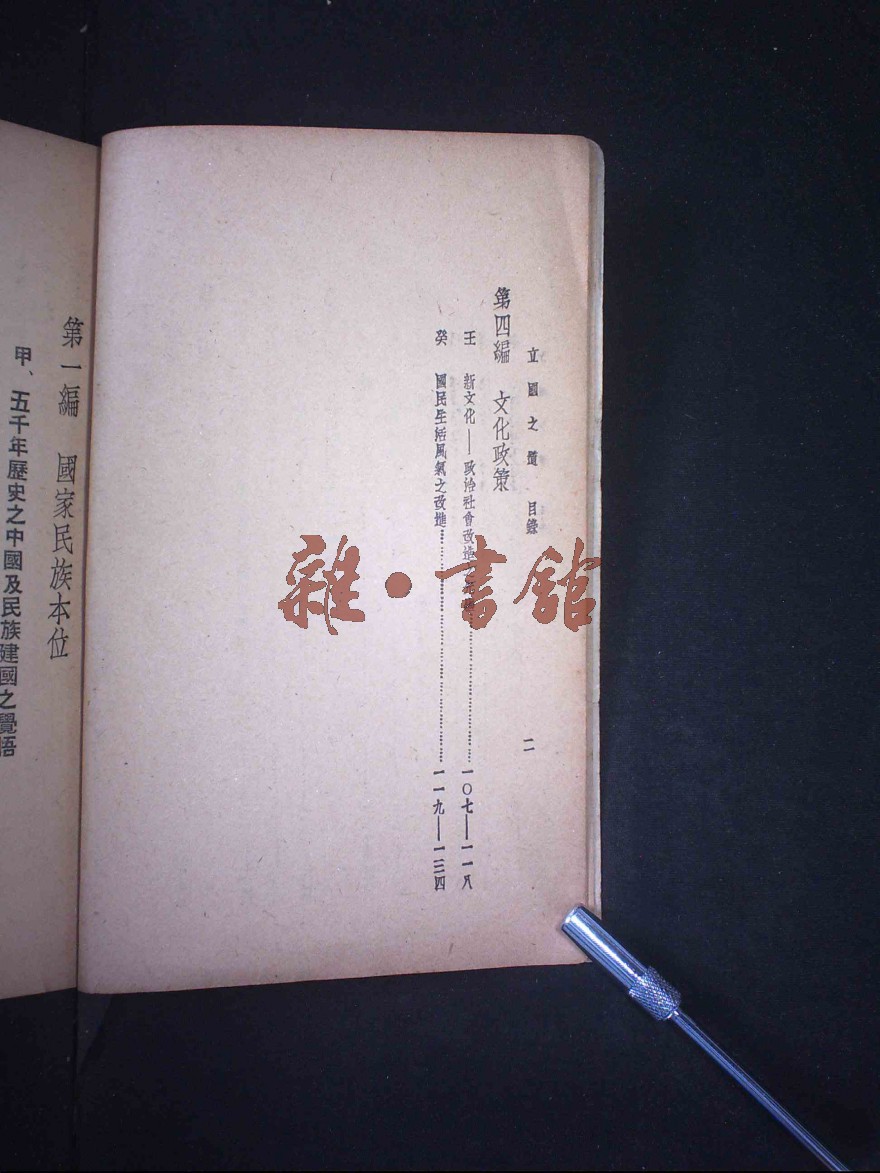 立國之道 目錄 二
第四編 文化政策
壬 新文化——政治社會改進……一〇七——一一八
癸 國民生活風氣之改進……一一九——一三四
第一編 國家民族本位
甲、五千年歷史之中國及民族建國之覺悟
雜·書館